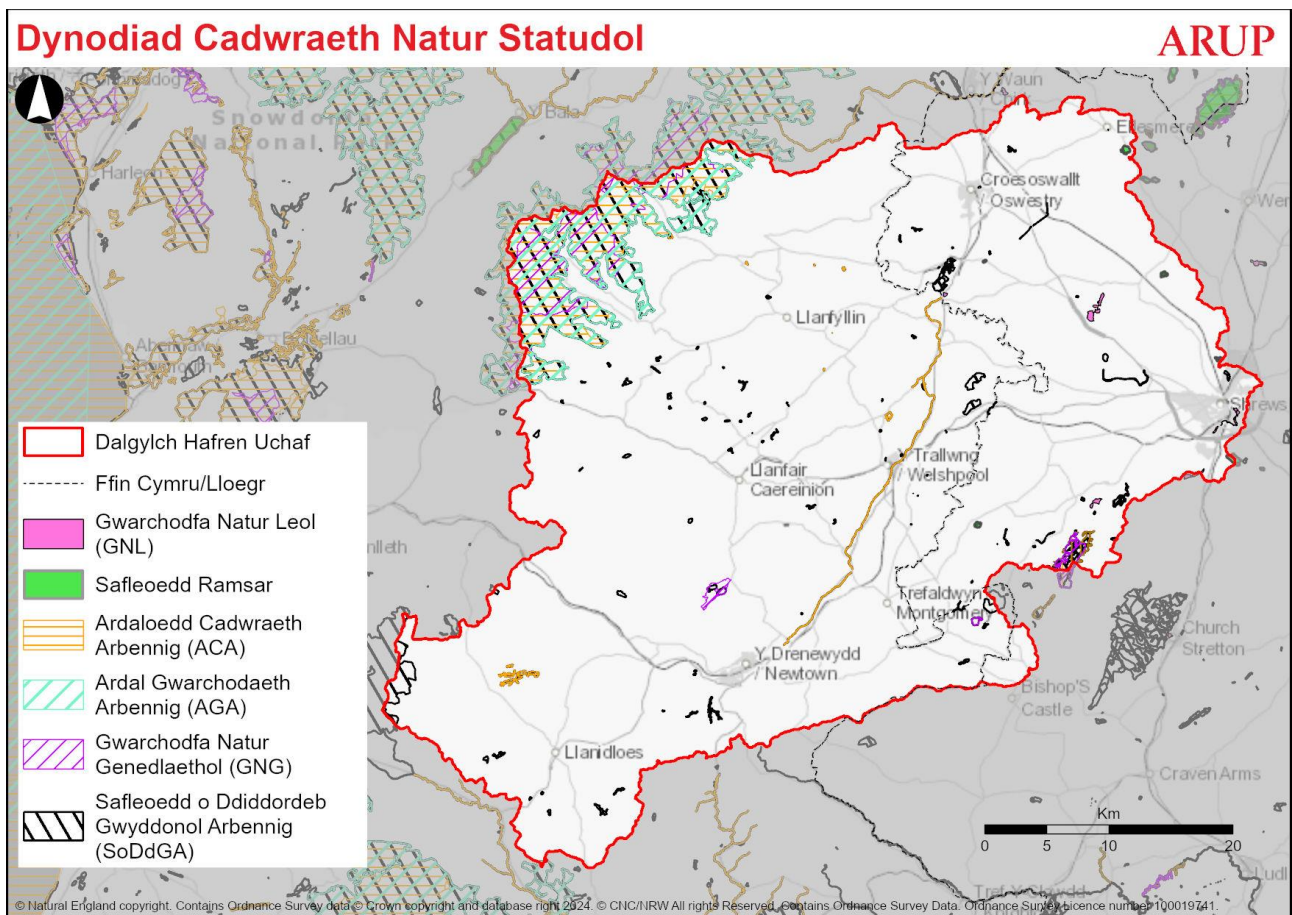 Dynodiad Cadwraeth Natur Statudol
ARUP
Y Waun
Snowdonia
National
Y Bala
Ellesmere
Harlech
Croesoswallt
/ Oswestry
Llanfyllin
Shrews
Trallwng
/ Welshpool
Llanfair
Caereinion
nlleth
Trefaldwyn
Montgomery
Church
Stretton
Y Drenewydd
/ Newtown
Bishop'S
Castle
Llanidloes
Craven Arms
Ludl
Dalgylch Hafren Uchaf
Ffin Cymru/Lloegr
Gwarchodfa Natur Leol
(GNL)
Safleoedd Ramsar
Ardaloedd Cadwraeth
Arbennig (ACA)
Ardal Gwarchodaeth
Arbennig (AGA)
Gwarchodfa Natur
Genedlaethol (GNG)
Safleoedd o Ddiddordeb
Gwyddonol Arbennig
(SoDdGA)
Km
0 5 10 20
© Natural England copyright. Contains Ordnance Survey data © Crown copyright and database right 2024. © CNC/NRW All rights Reserved. Contains Ordnance Survey Data. Ordnance Survey Licence number 100019741.